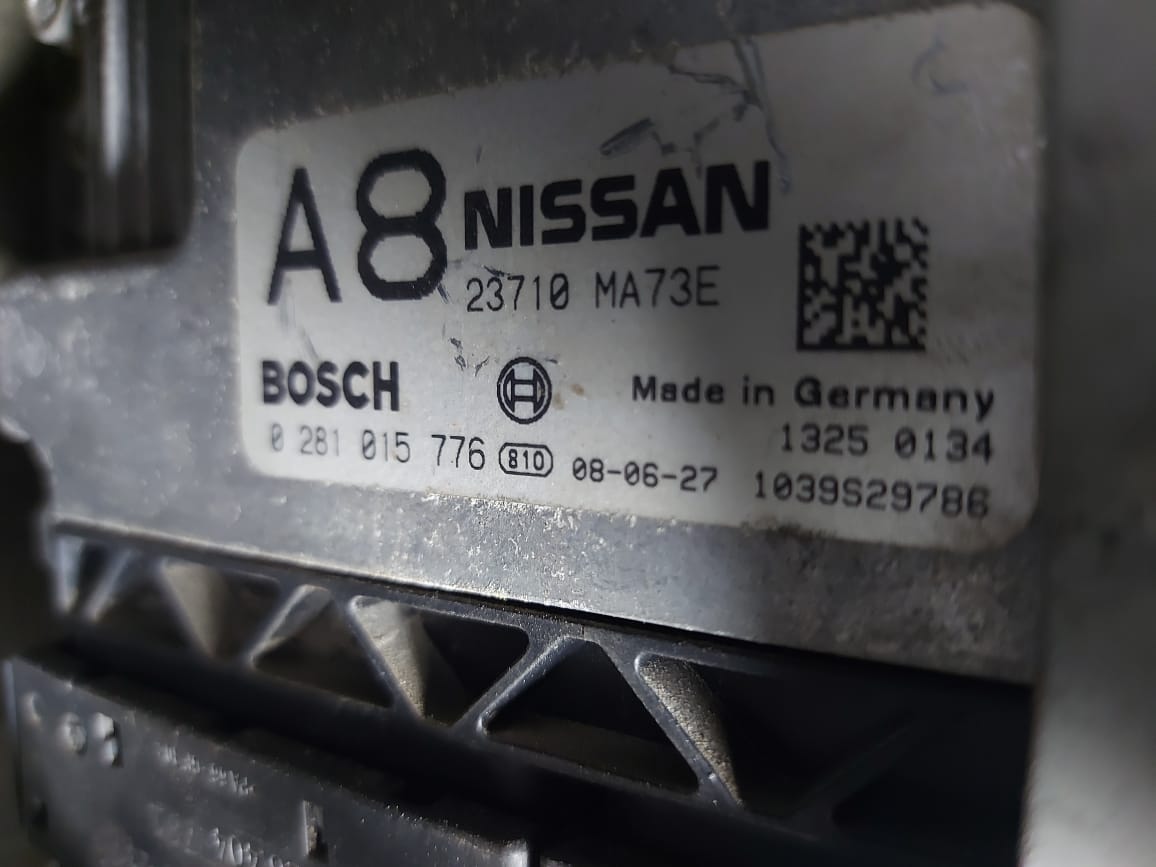 A8 NISSAN
23710 MA73E
BOSCH Made in Germany
0 281 015 776 810 08-06-27 1325 0134
1039S29786